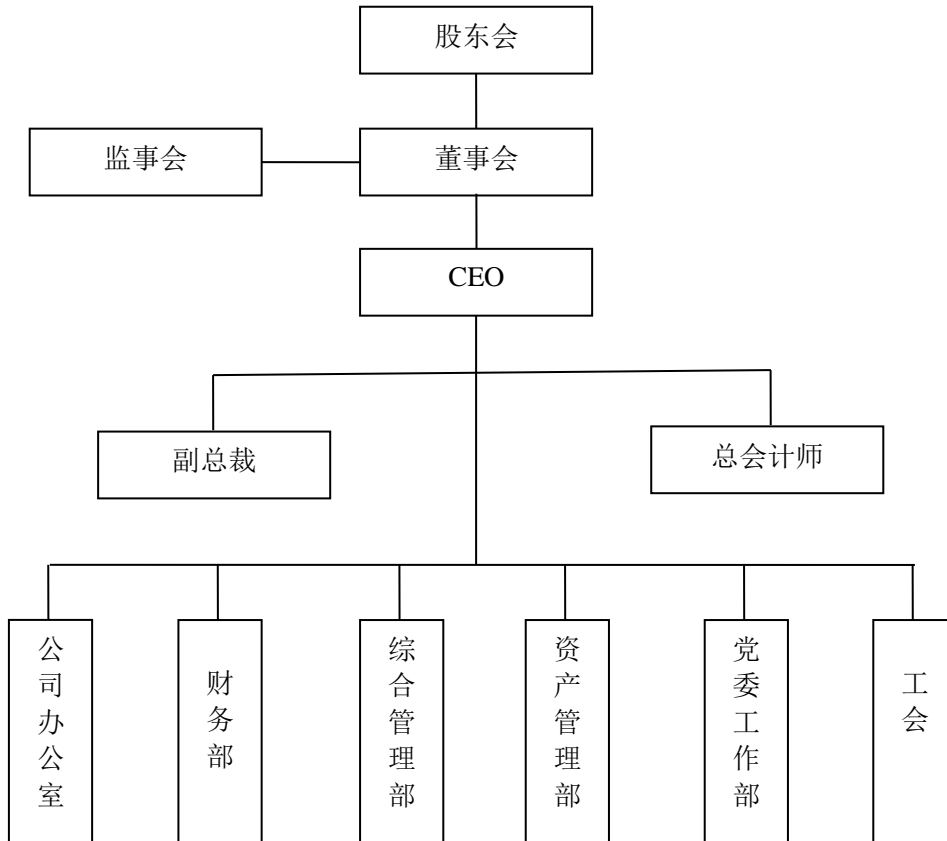 股东会
监事会
董事会
CEO
副总裁
总会计师
公司办公室
财务部
综合管理部
资产管理部
党委工作部
工会